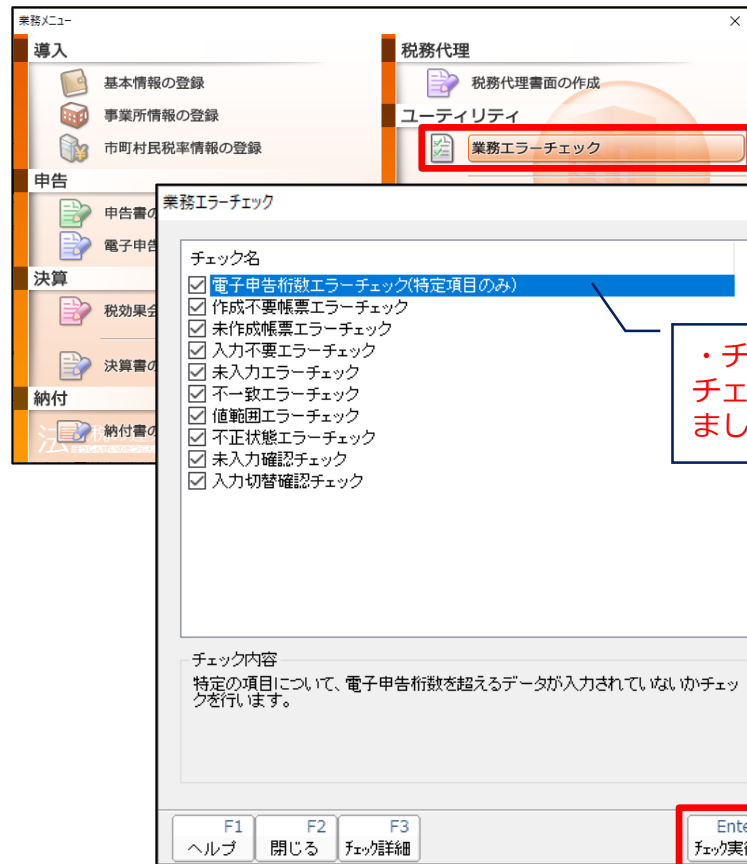 業務メニュー
導入
基本情報の登録
事業所情報の登録
市町村民税率情報の登録
申告
申告書の
電子申告
決算
税効果会
決算書の
納付
納付書の
税務代理
税務代理書面の作成
ユーティリティ
業務エラーチェック
業務エラーチェック
チェック名
電子申告桁数エラーチェック(特定項目のみ)
作成不要帳票エラーチェック
未作成帳票エラーチェック
入力不要エラーチェック
未入力エラーチェック
不一致エラーチェック
値範囲エラーチェック
不正状態エラーチェック
未入力確認チェック
入力切替確認チェック
・チ
チェ
まし
チェック内容
特定の項目について、電子申告桁数を超えるデータが入力されていないかチェッ
クを行います。
F1
ヘルプ
F2
閉じる
F3
チェック詳細
Ente
チェック実行